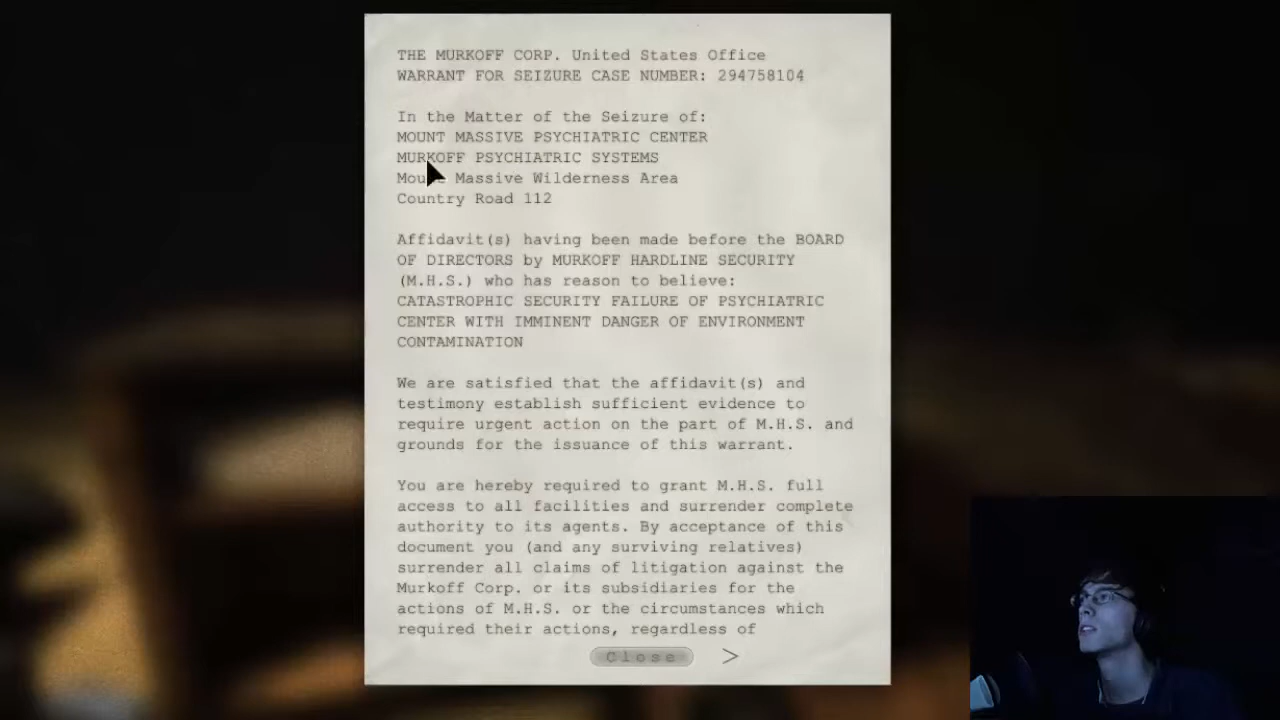 THE MURKOFF CORP. United States Office
WARRANT FOR SEIZURE CASE NUMBER: 294758104
In the Matter of the Seizure of:
MOUNT MASSIVE PSYCHIATRIC CENTER
MURKOFF PSYCHIATRIC SYSTEMS
Mount Massive Wilderness Area
Country Road 112
Affidavit(s) having been made before the BOARD
OF DIRECTORS by MURKOFF HARDLINE SECURITY
(M.H.S.) who has reason to believe:
CATASTROPHIC SECURITY FAILURE OF PSYCHIATRIC
CENTER WITH IMMINENT DANGER OF ENVIRONMENT
CONTAMINATION
We are satisfied that the affidavit(s) and
testimony establish sufficient evidence to
require urgent action on the part of M.H.S. and
grounds for the issuance of this warrant.
You are hereby required to grant M.H.S. full
access to all facilities and surrender complete
authority to its agents. By acceptance of this
document you (and any surviving relatives)
surrender all claims of litigation against the
Murkoff Corp. or its subsidiaries for the
actions of M.H.S. or the circumstances which
required their actions, regardless of
Close >